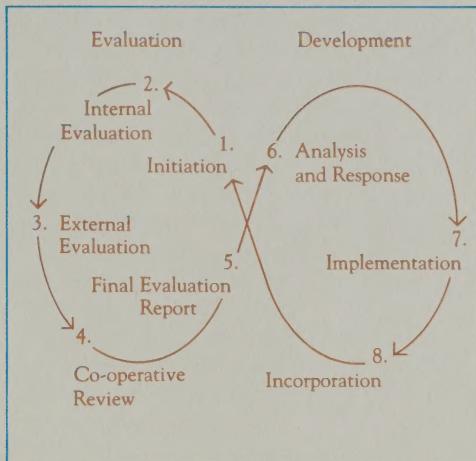 Evaluation
Development
2.
Internal
Evaluation
1.
Initiation
3. External
Evaluation
4.
Co-operative
Review
5.
Final Evaluation
Report
6. Analysis
and Response
7.
Implementation
8.
Incorporation